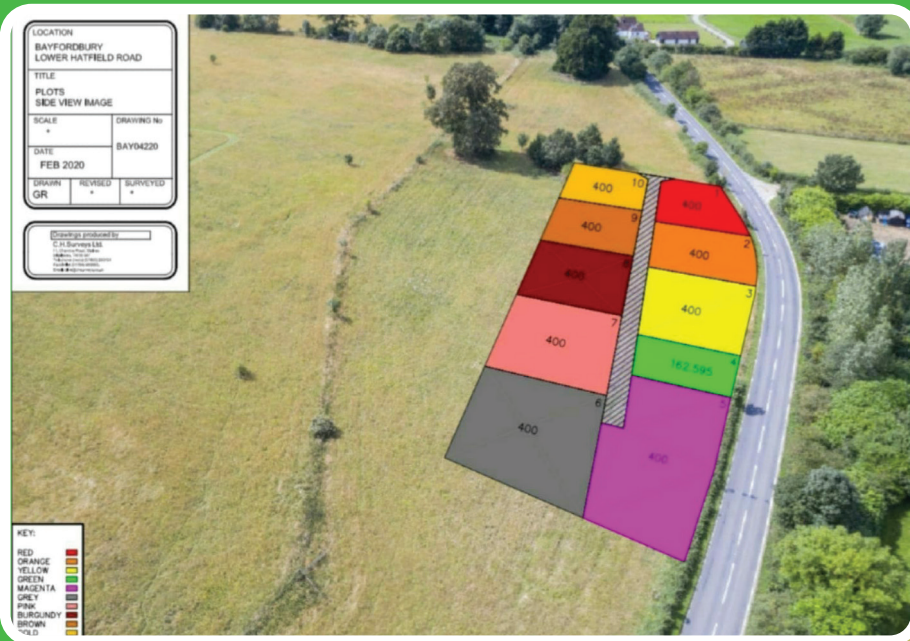 LOCATION
BAYFORDBURY
LOWER HATFIELD ROAD
TITLE
PLOTS
SIDE VIEW IMAGE
SCALE
*
DRAWING No
BAY04220
DATE
FEB 2020
DRAWN REVISED SURVEYED
GR * *
Drawings produced by
C.H.Surveys Ltd.
10
400
400
9
400
2
400
8
400
3
400
7
400
4
162.595
6
400
5
400
KEY:
RED
ORANGE
YELLOW
GREEN
MAGENTA
GREY
PINK
BURGUNDY
BROWN
GOLD